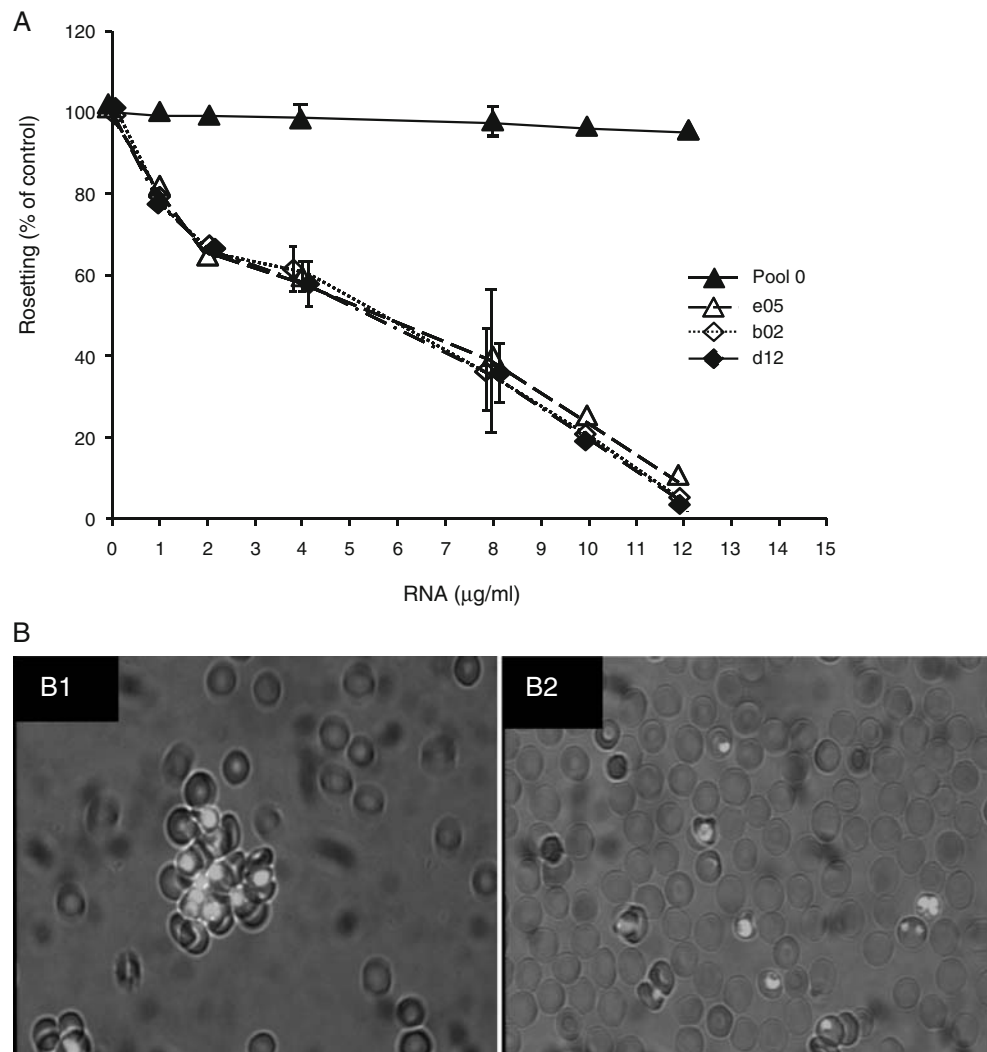 A
120
100
80
60
40
20
0
Rosetting (% of control)
0 1 2 3 4 5 6 7 8 9 10 11 12 13 14 15
RNA (μg/ml)
Pool 0
e05
b02
d12
B
B1
B2